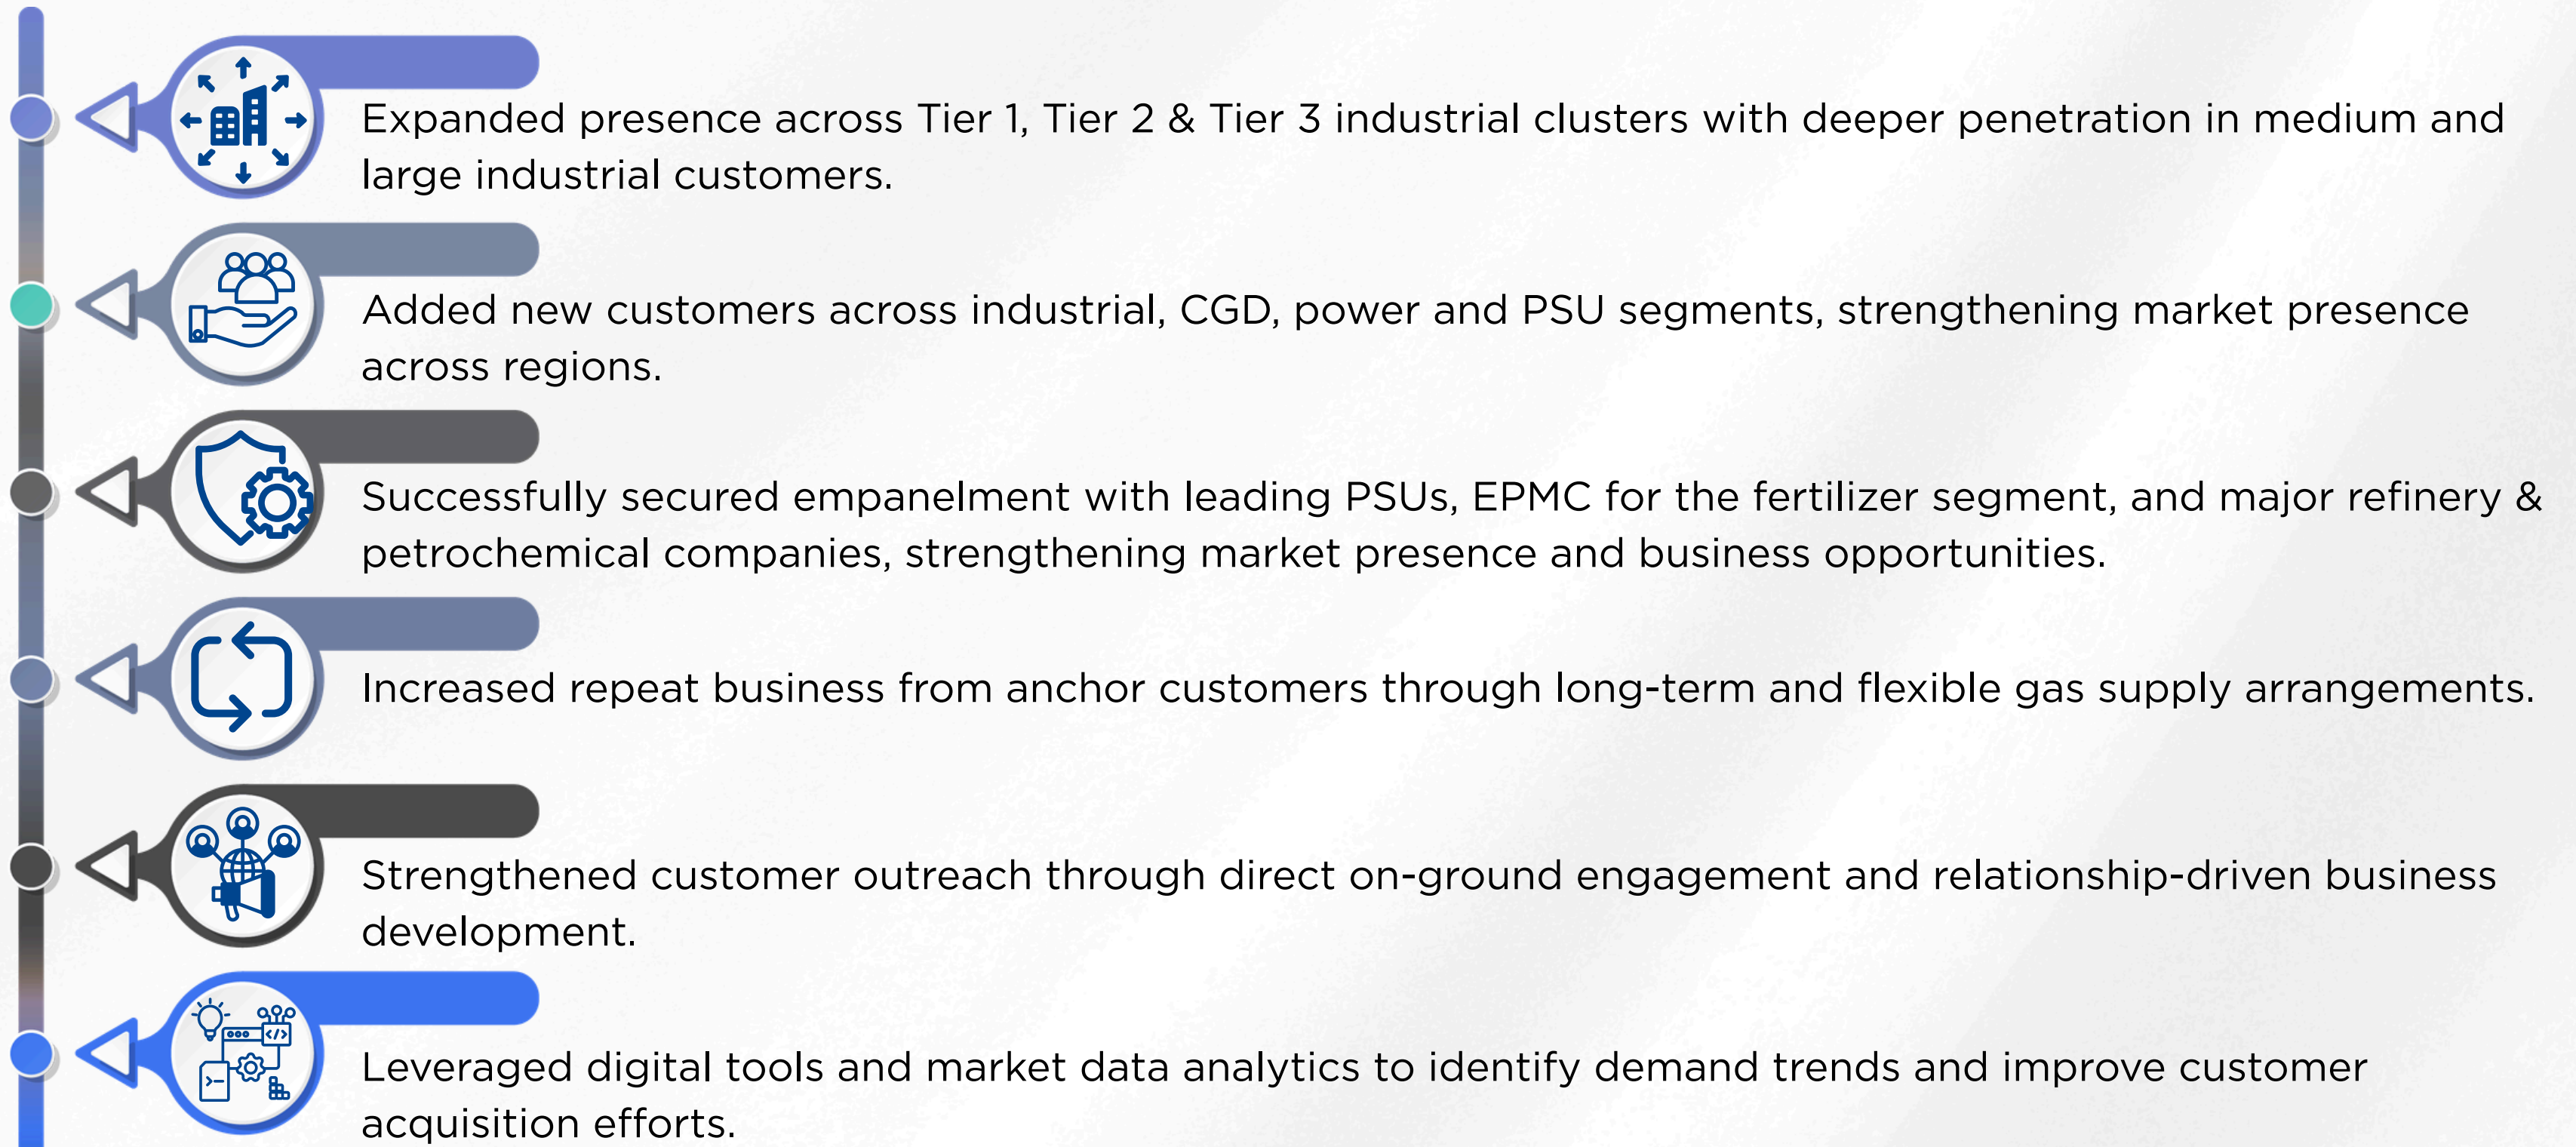 Expanded presence across Tier 1, Tier 2 & Tier 3 industrial clusters with deeper penetration in medium and
large industrial customers.
Added new customers across industrial, CGD, power and PSU segments, strengthening market presence
across regions.
Successfully secured empanelment with leading PSUs, EPMC for the fertilizer segment, and major refinery &
petrochemical companies, strengthening market presence and business opportunities.
Increased repeat business from anchor customers through long-term and flexible gas supply arrangements.
Strengthened customer outreach through direct on-ground engagement and relationship-driven business
development.
Leveraged digital tools and market data analytics to identify demand trends and improve customer
acquisition efforts.